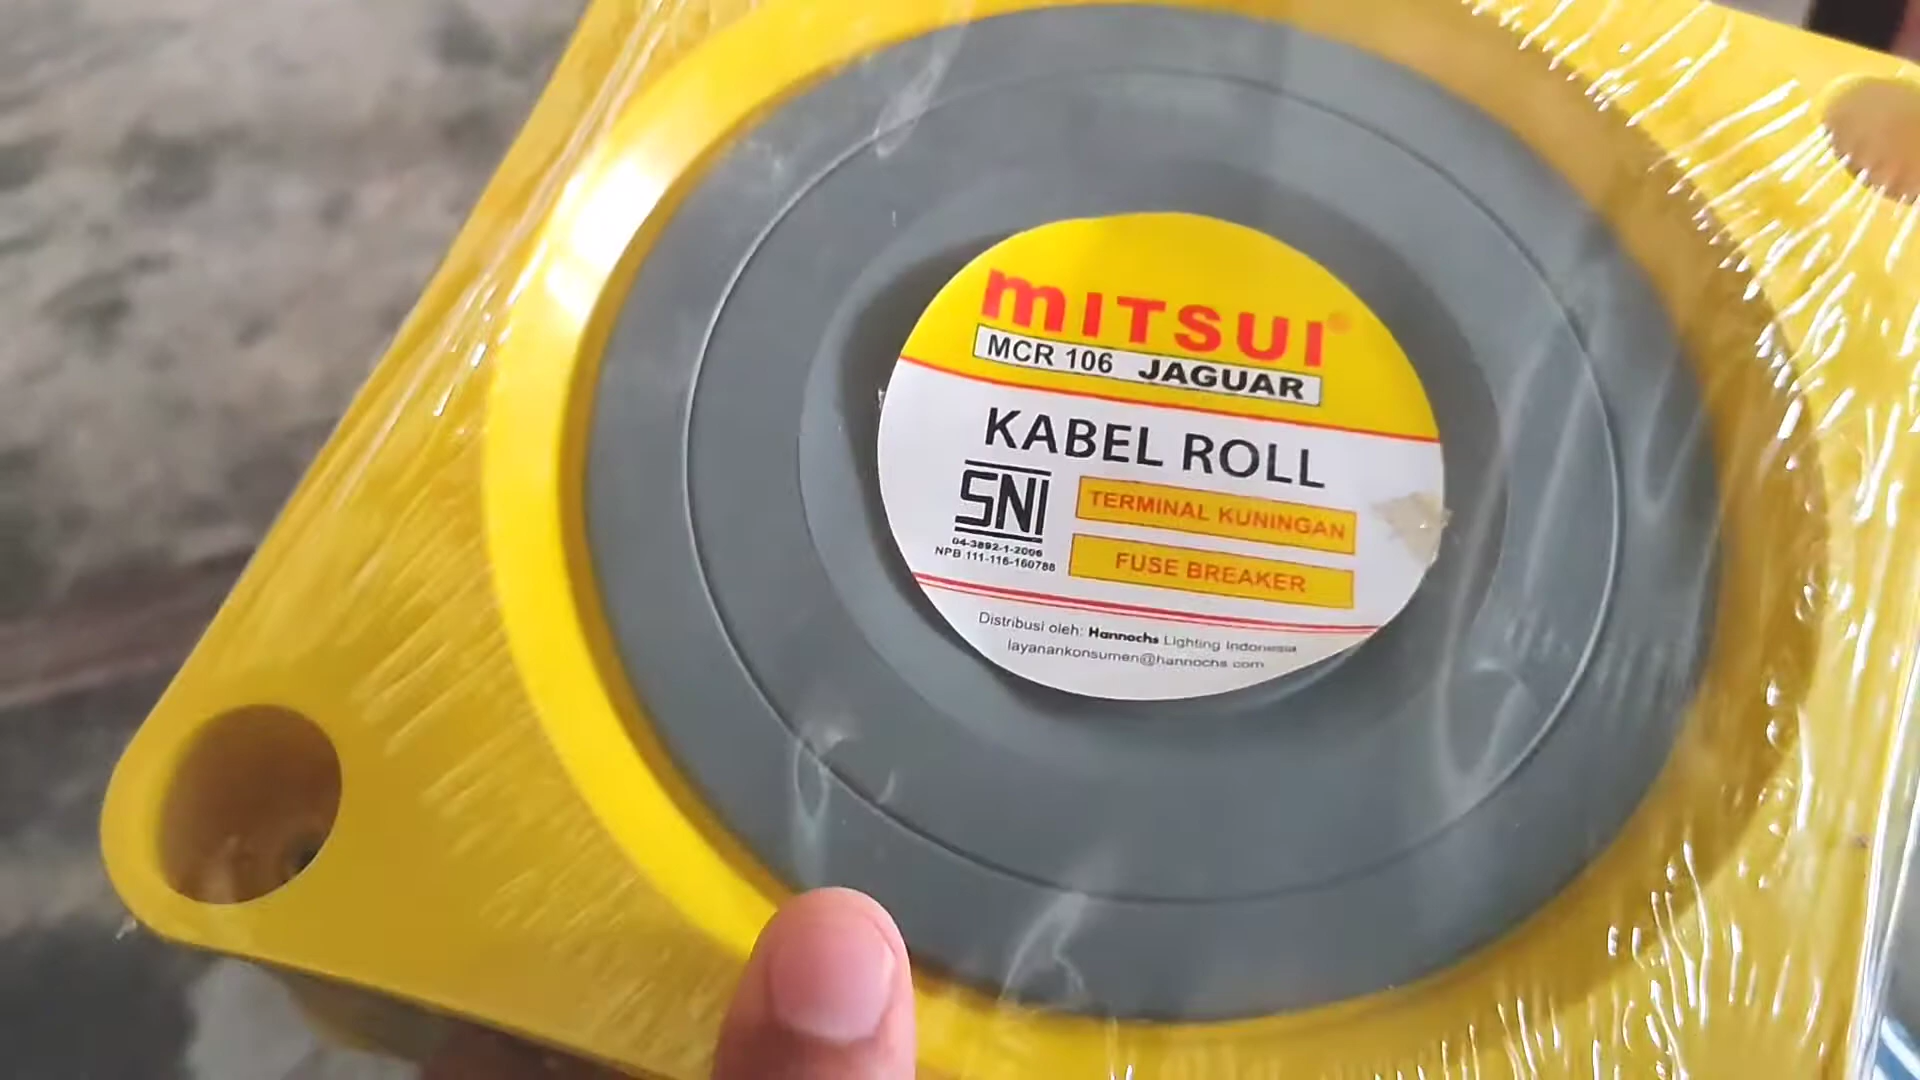 mITSUI®
MCR 106 JAGUAR
KABEL ROLL
SNI
04-3892-1-2006
NPB 111-116-160788
TERMINAL KUNINGAN
FUSE BREAKER
Distribusi oleh: Hannochs Lighting Indonesia
layanankonsumen@hannochs.com